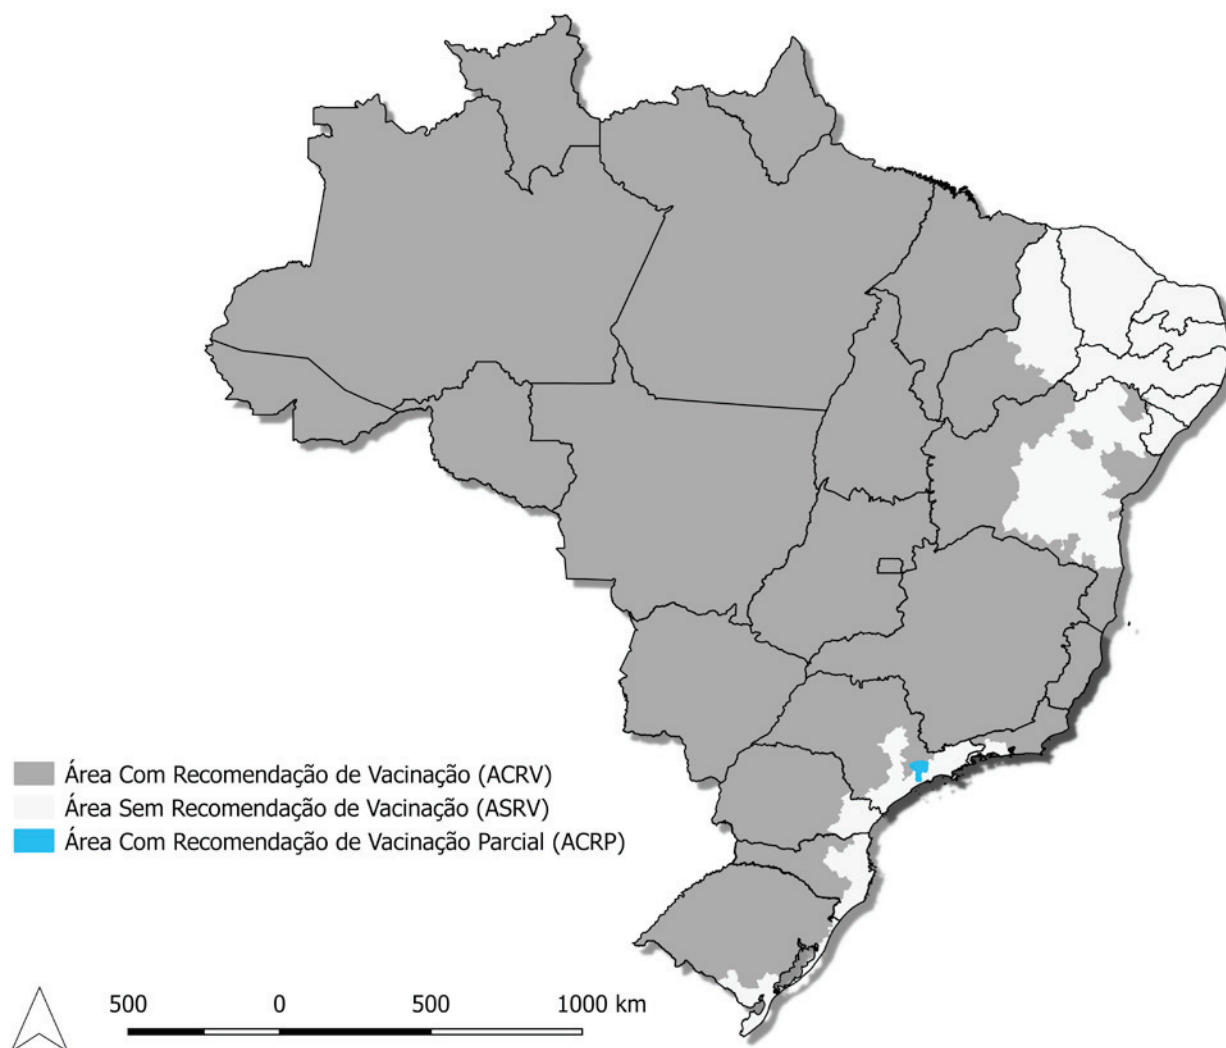 Área Com Recomendação de Vacinação (ACRV)
Área Sem Recomendação de Vacinação (ASRV)
Área Com Recomendação de Vacinação Parcial (ACRP)
500 0 500 1000 km